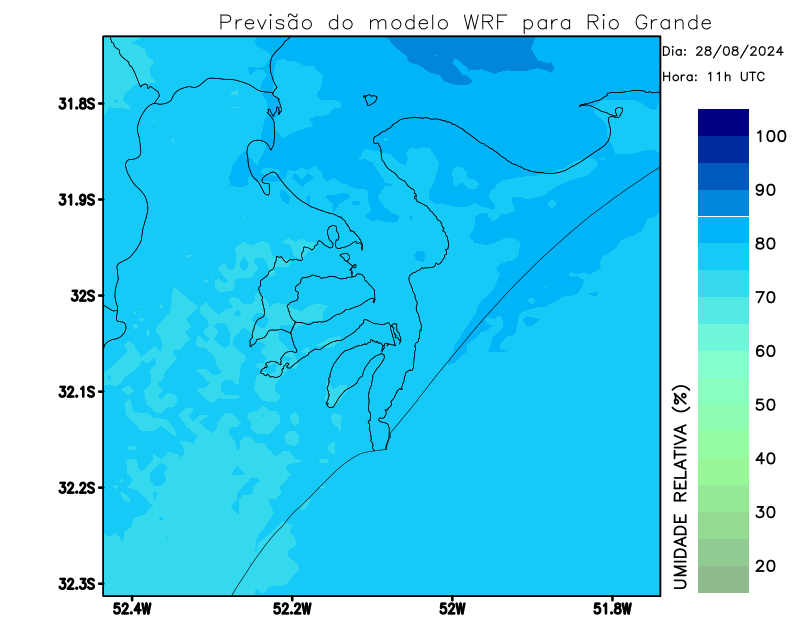 Previsão do modelo WRF para Rio Grande
Dia: 28/08/2024
Hora: 11h UTC
31.8S
31.9S
32S
32.1S
32.2S
32.3S
52.4W
52.2W
52W
51.8W
100
90
80
70
60
50
40
30
20
UMIDADE RELATIVA (%)